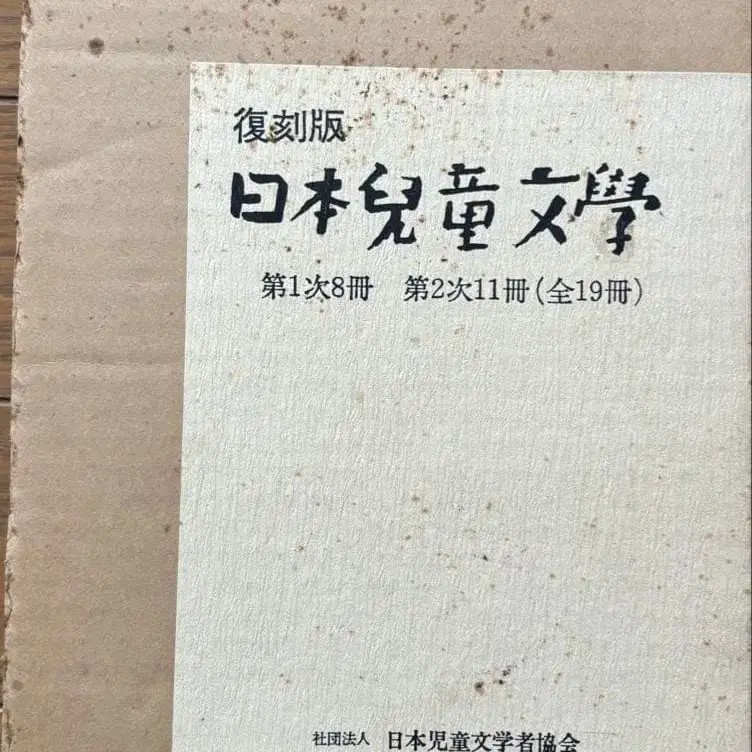 復刻版
日本兒童文學
第1次8冊　第2次11冊(全19冊)
社団法人　日本児童文学者協会